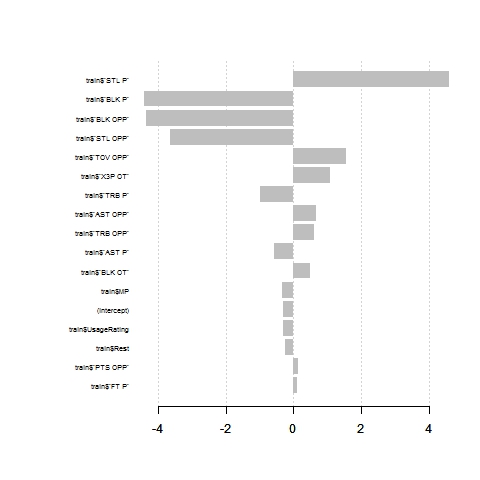 train$`STL P`
train$`BLK P`
train$`BLK OPP`
train$`STL OPP`
train$`TOV OPP`
train$`X3P OT`
train$`TRB P`
train$`AST OPP`
train$`TRB OPP`
train$`AST P`
train$`BLK OT`
train$MP
(Intercept)
train$UsageRating
train$Rest
train$`PTS OPP`
train$`FT P`
-4 -2 0 2 4